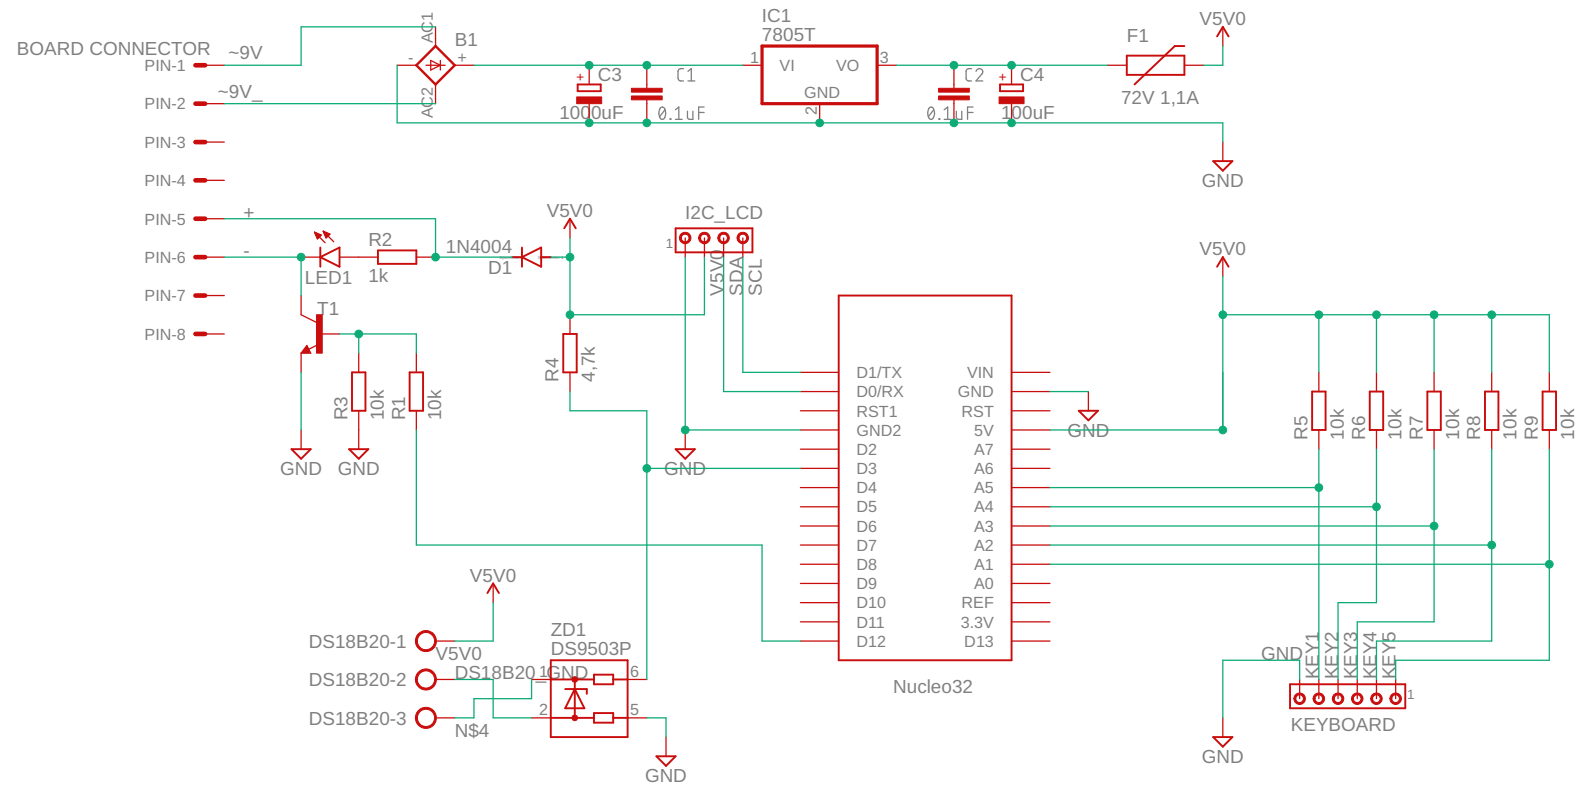 BOARD CONNECTOR
PIN-1
~9V
PIN-2
~9V_
PIN-3
PIN-4
PIN-5
+
PIN-6
-
PIN-7
PIN-8
AC1
B1
-
+
AC2
C3
+
1000uF
C1
0.1uF
IC1
7805T
1
VI
VO
3
GND
2
C2
0.1uF
C4
+
100uF
F1
72V 1,1A
V5V0
GND
LED1
R2
1k
1N4004
D1
V5V0
T1
R3
10k
R1
10k
GND
GND
R4
4,7k
I2C_LCD
1
V5V0
SDA
SCL
GND
D1/TX
D0/RX
RST1
GND2
D2
D3
D4
D5
D6
D7
D8
D9
D10
D11
D12
VIN
GND
RST
5V
A7
A6
A5
A4
A3
A2
A1
A0
REF
3.3V
D13
Nucleo32
GND
V5V0
R5
10k
R6
10k
R7
10k
R8
10k
R9
10k
GND
KEY1
KEY2
KEY3
KEY4
KEY5
1
KEYBOARD
GND
V5V0
DS18B20-1
V5V0
DS18B20-2
DS18B20_GND
DS18B20-3
N$4
ZD1
DS9503P
1
6
2
5
GND